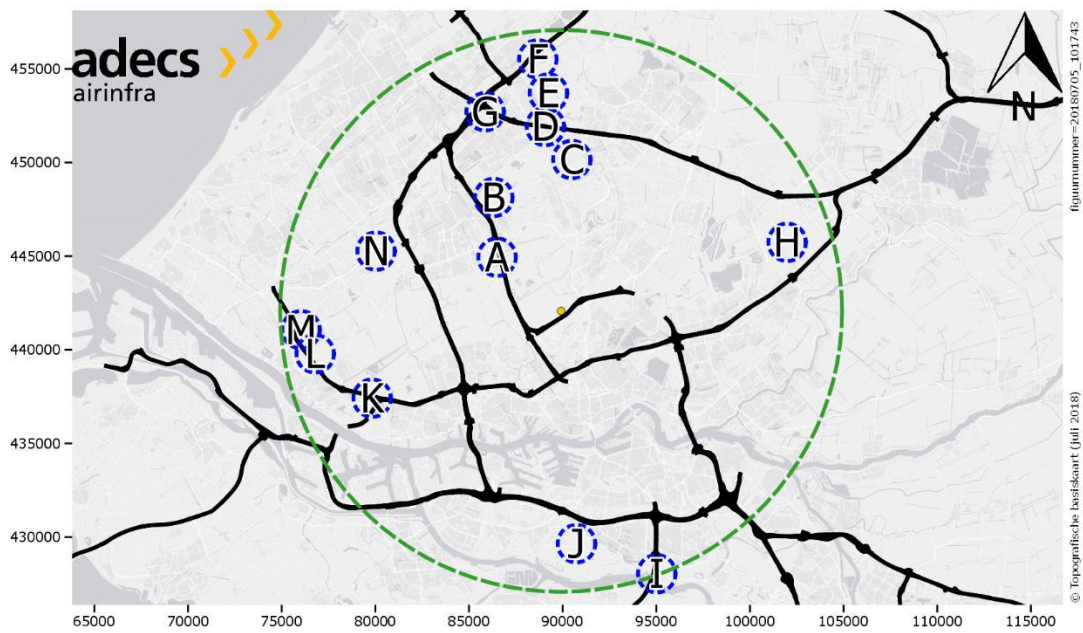 adecs
airinfra
455000
450000
445000
440000
435000
430000
65000 70000 75000 80000 85000 90000 95000 100000 105000 110000 115000
F
E
G
D
C
B
H
N
A
M
L
K
J
I
N
figuurnummer=20180705_101743
© Topografische basiskaart (juli 2018)